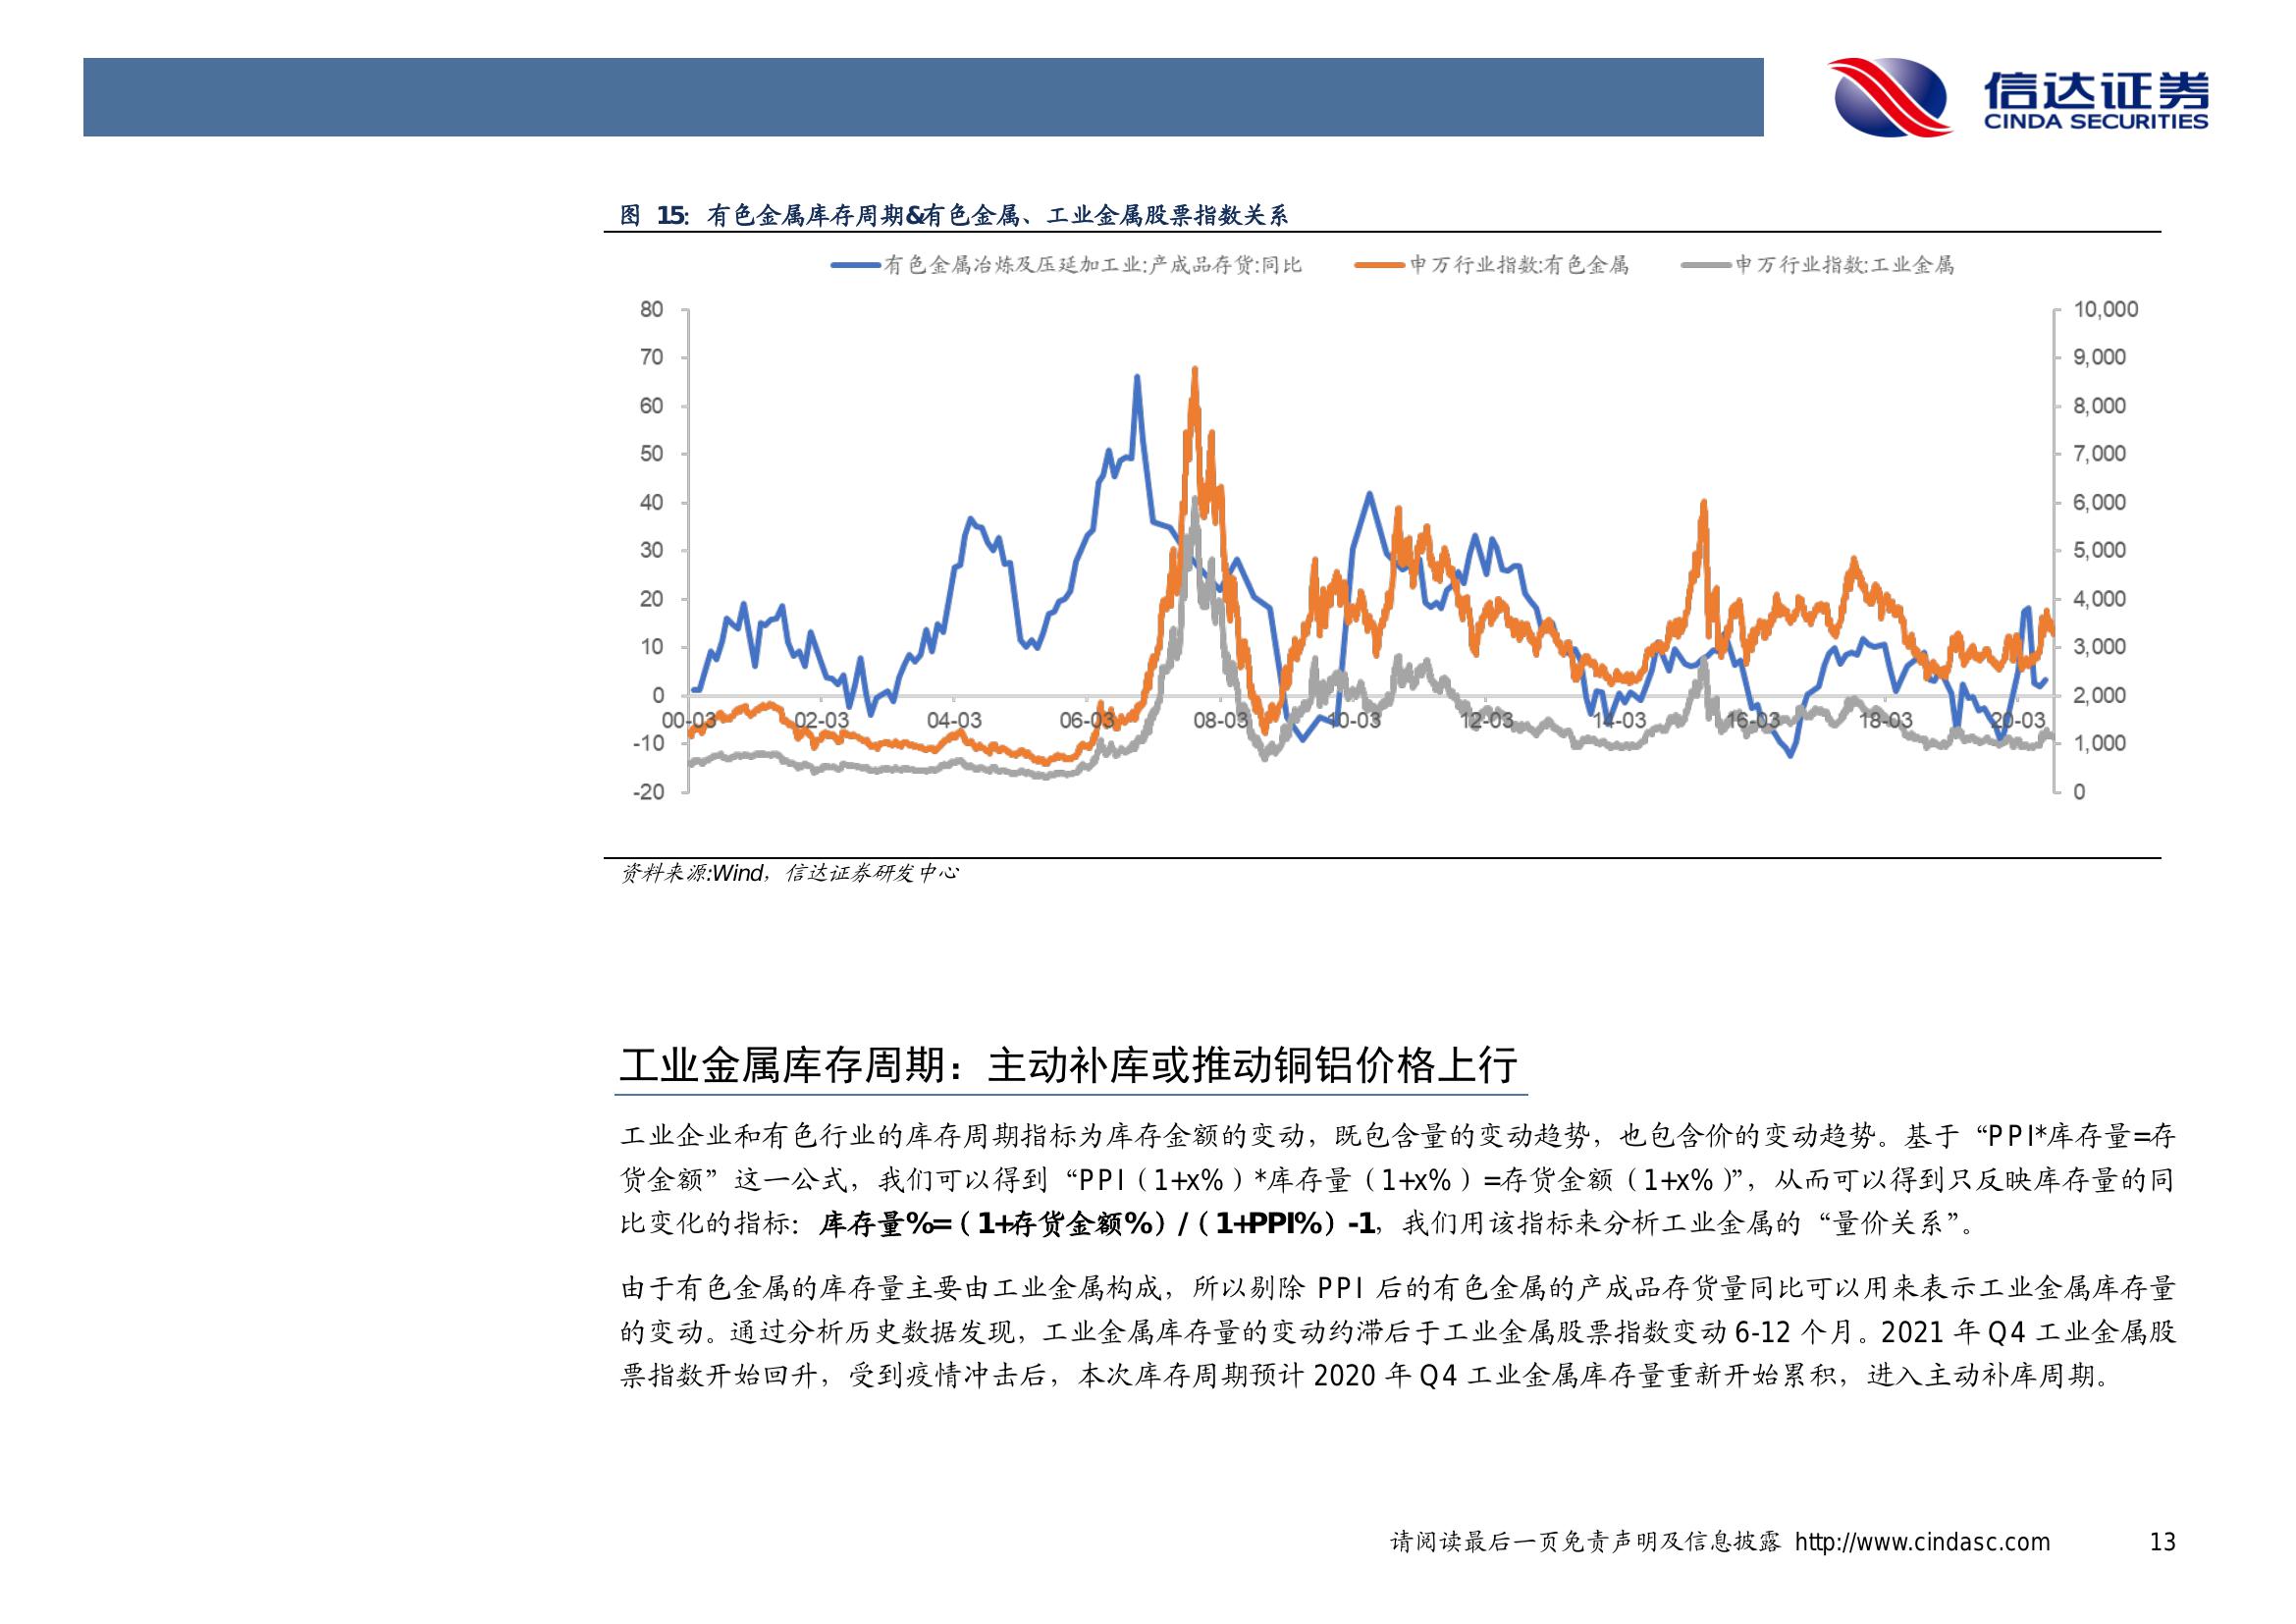 信达证券
CINDA SECURITIES
图 15: 有色金属库存周期&有色金属、工业金属股票指数关系
有色金属冶炼及压延加工业:产成品存货:同比 申万行业指数:有色金属 申万行业指数:工业金属
80 10,000
70 9,000
60 8,000
50 7,000
40 6,000
30 5,000
20 4,000
10 3,000
0 2,000
00-03 02-03 04-03 06-03 08-03 10-03 12-03 14-03 16-03 18-03 20-03
-10 1,000
-20 0
资料来源:Wind，信达证券研发中心
工业金属库存周期：主动补库或推动铜铝价格上行
工业企业和有色行业的库存周期指标为库存金额的变动，既包含量的变动趋势，也包含价的变动趋势。基于“PPI*库存量=存
货金额”这一公式，我们可以得到“PPI（1+x%）*库存量（1+x%）=存货金额（1+x%）”，从而可以得到只反映库存量的同
比变化的指标：库存量%=（1+存货金额%）/（1+PPI%）-1，我们用该指标来分析工业金属的“量价关系”。
由于有色金属的库存量主要由工业金属构成，所以剔除 PPI 后的有色金属的产成品存货量同比可以用来表示工业金属库存量
的变动。通过分析历史数据发现，工业金属库存量的变动约滞后于工业金属股票指数变动 6-12 个月。2021 年 Q4 工业金属股
票指数开始回升，受到疫情冲击后，本次库存周期预计 2020 年 Q4 工业金属库存量重新开始累积，进入主动补库周期。
请阅读最后一页免责声明及信息披露 http://www.cindasc.com 13